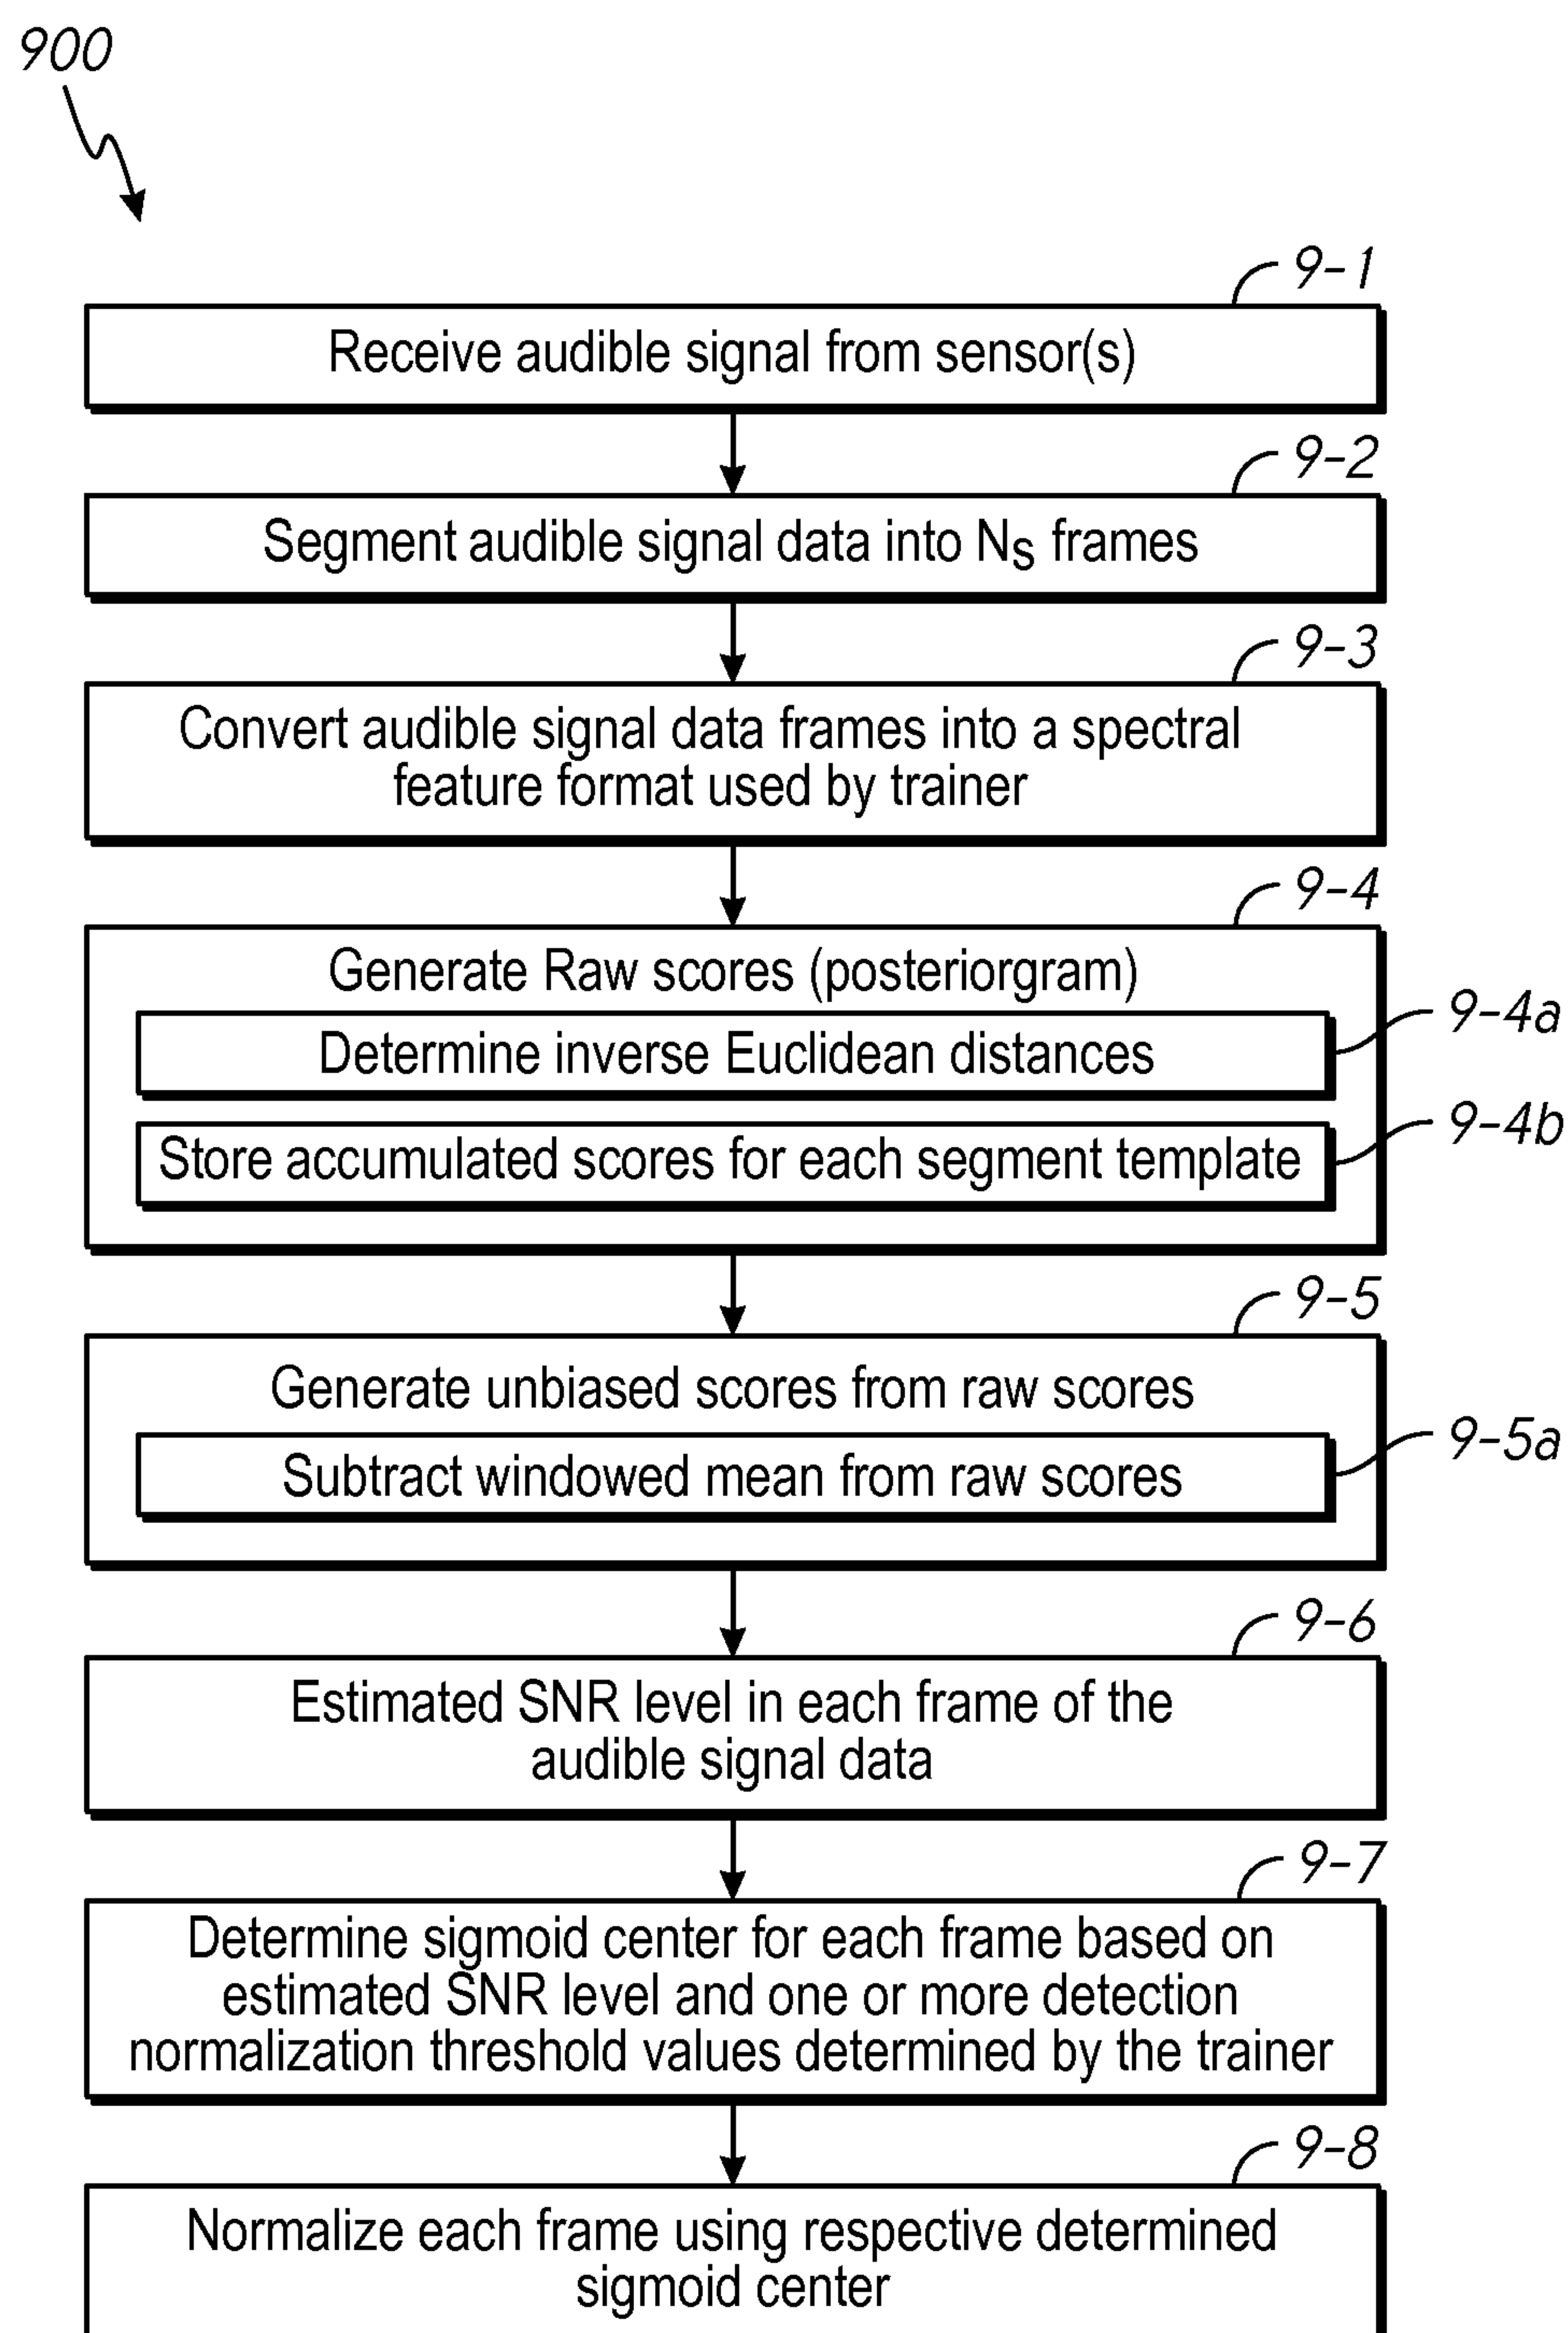 900
9-1
Receive audible signal from sensor(s)
9-2
Segment audible signal data into NS frames
9-3
Convert audible signal data frames into a spectral
feature format used by trainer
9-4
Generate Raw scores (posteriorgram)
9-4a
Determine inverse Euclidean distances
9-4b
Store accumulated scores for each segment template
9-5
Generate unbiased scores from raw scores
9-5a
Subtract windowed mean from raw scores
9-6
Estimated SNR level in each frame of the
audible signal data
9-7
Determine sigmoid center for each frame based on
estimated SNR level and one or more detection
normalization threshold values determined by the trainer
9-8
Normalize each frame using respective determined
sigmoid center